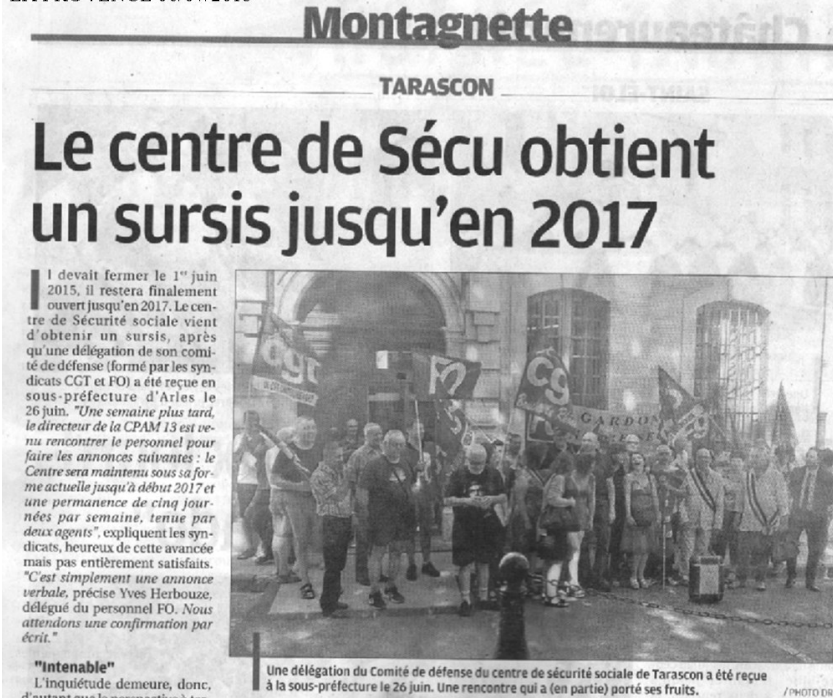 Montagnette
TARASCON
Le centre de Sécu obtient
un sursis jusqu'en 2017
Il devait fermer le 1er juin
2015, il restera finalement
ouvert jusqu'en 2017. Le cen-
tre de Sécurité sociale vient
d'obtenir un sursis, après
qu'une délégation de son comi-
té de défense (formé par les syn-
dicats CGT et FO) a été reçue en
sous-préfecture d'Arles le
26 juin. "Une semaine plus tard,
le directeur de la CPAM 13 est ve-
nu rencontrer le personnel pour
faire les annonces suivantes : le
Centre sera maintenu sous sa for-
me actuelle jusqu'à début 2017 et
une permanence de cinq jour-
nées par semaine, tenue par
deux agents", expliquent les syn-
dicats, heureux de cette avancée
mais pas entièrement satisfaits.
"C'est simplement une annonce
verbale, précise Yves Herbouze,
délégué du personnel FO. Nous
attendons une confirmation par
écrit."
"Intenable"
L'inquiétude demeure, donc,
cgt
FO
cgt
GARDON
Une délégation du Comité de défense du centre de sécurité sociale de Tarascon a été reçue
à la sous-préfecture le 26 juin. Une rencontre qui a (en partie) porté ses fruits.
/PHOTO